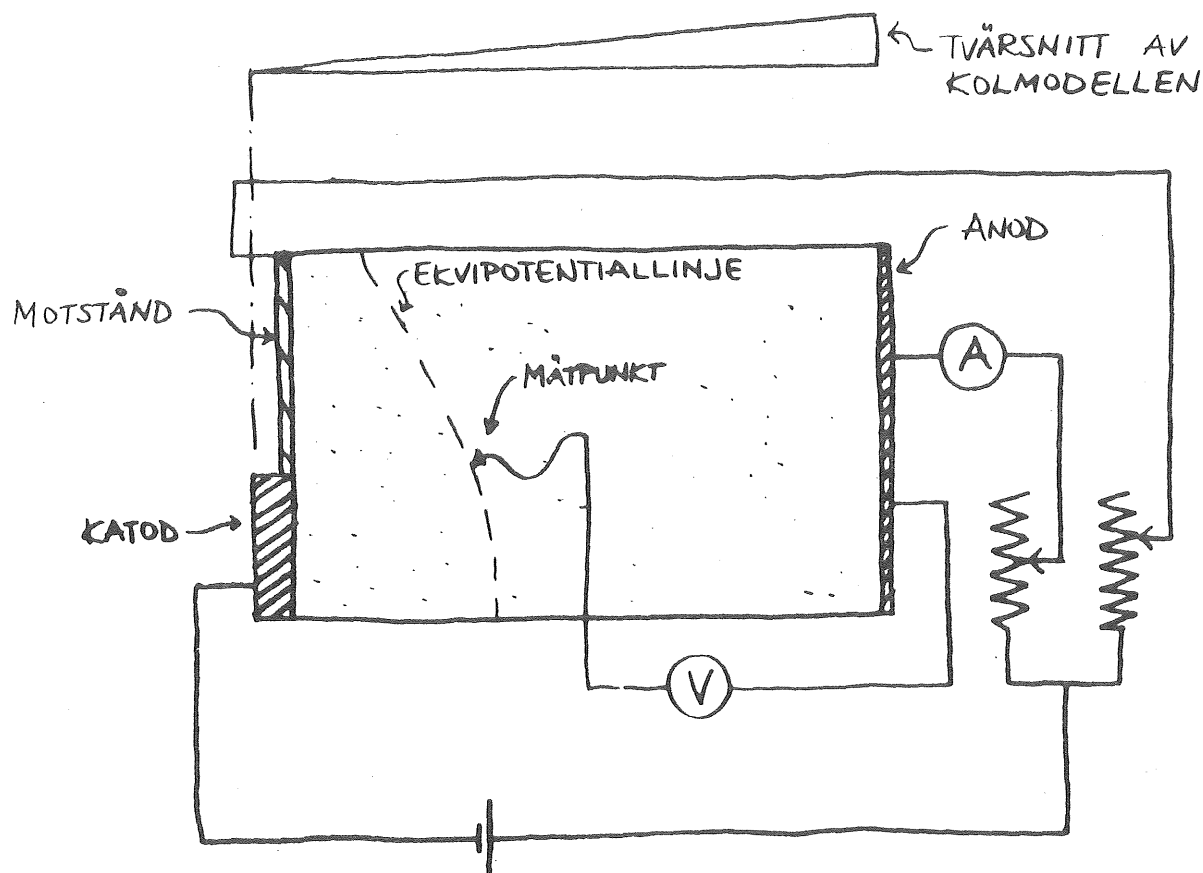 TVÄRSNITT AV
KOLMODELLEN
ANOD
EKVIPOTENTIALLINJE
MOTSTÅND
A
MÄTPUNKT
KATOD
V